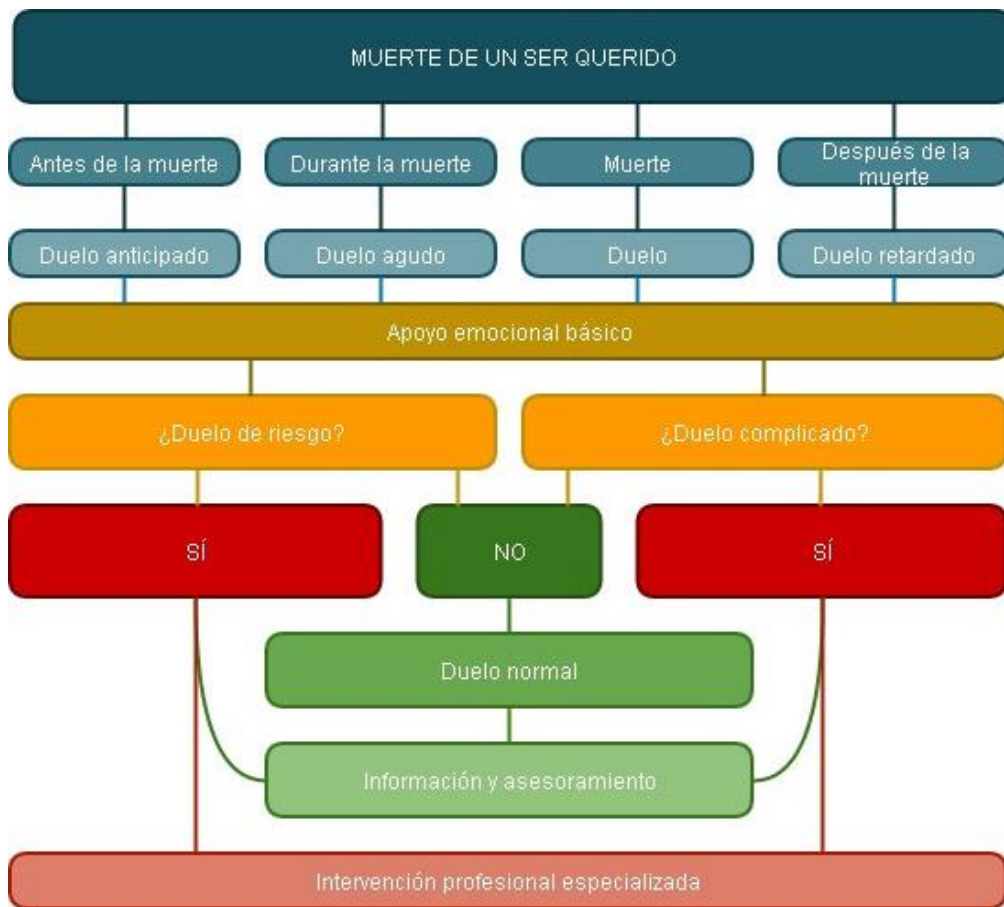 MUERTE DE UN SER QUERIDO
Antes de la muerte
Durante la muerte
Muerte
Después de la
muerte
Duelo anticipado
Duelo agudo
Duelo
Duelo retardado
Apoyo emocional básico
¿Duelo de riesgo?
¿Duelo complicado?
SÍ
NO
SÍ
Duelo normal
Información y asesoramiento
Intervención profesional especializada